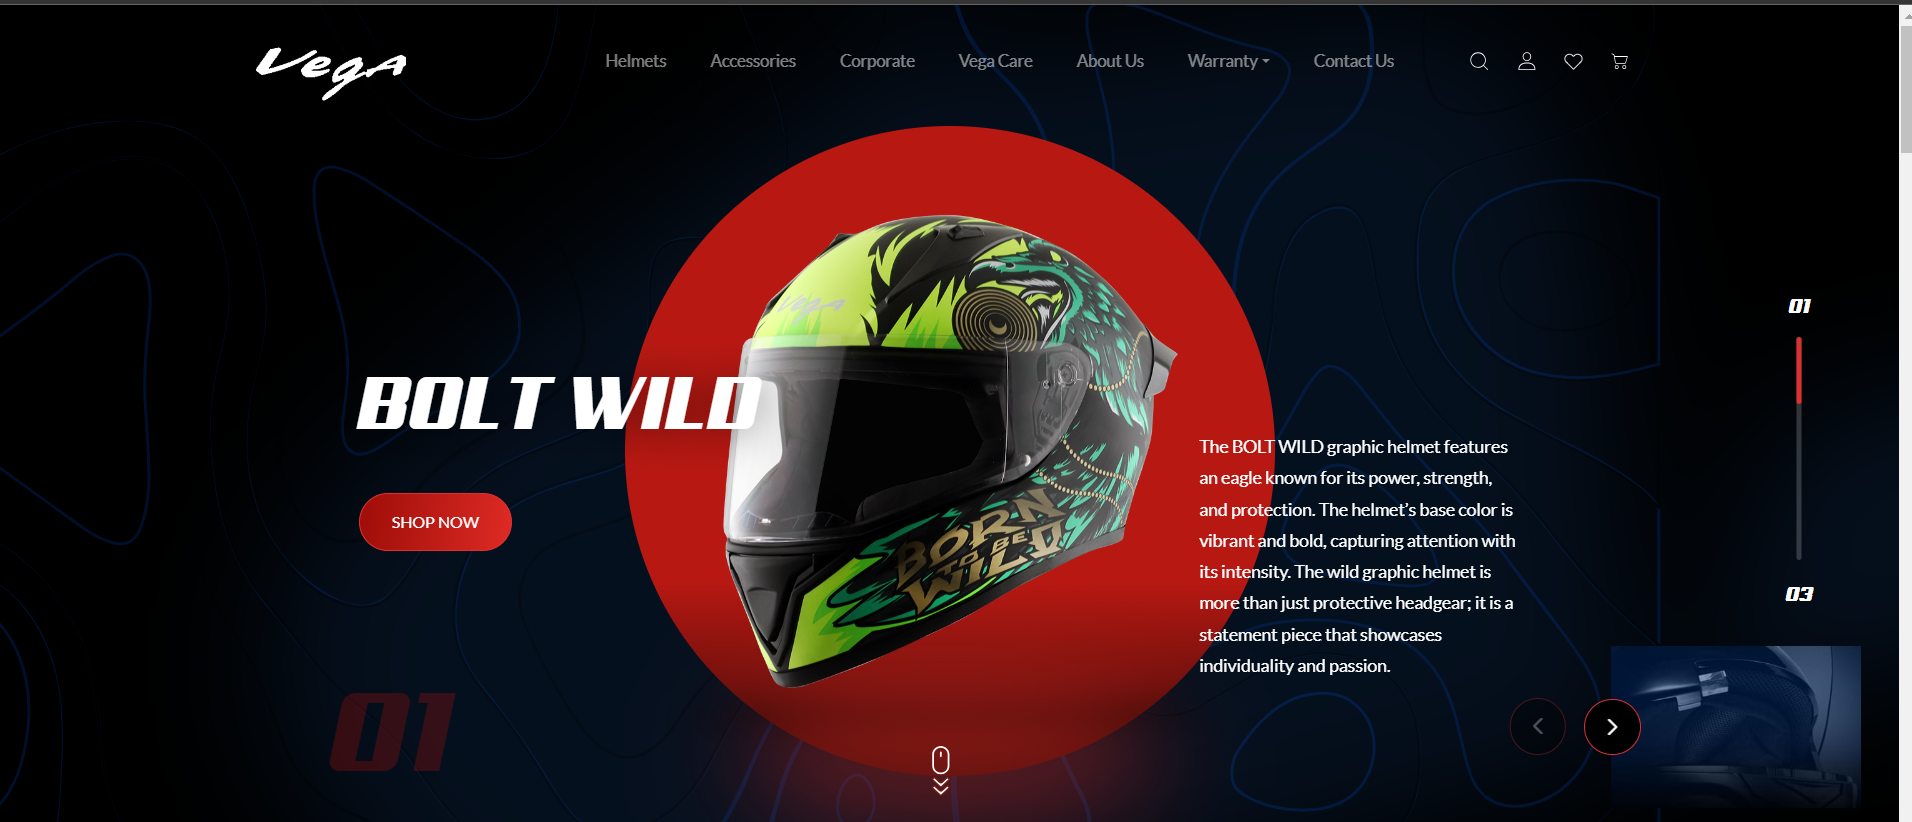 Vega
Helmets Accessories Corporate Vega Care About Us Warranty Contact Us
BOLT WILD
SHOP NOW
01
Vega
BORN
TO BE
WILD
The BOLT WILD graphic helmet features
an eagle known for its power, strength,
and protection. The helmet’s base color is
vibrant and bold, capturing attention with
its intensity. The wild graphic helmet is
more than just protective headgear; it is a
statement piece that showcases
individuality and passion.
01
03